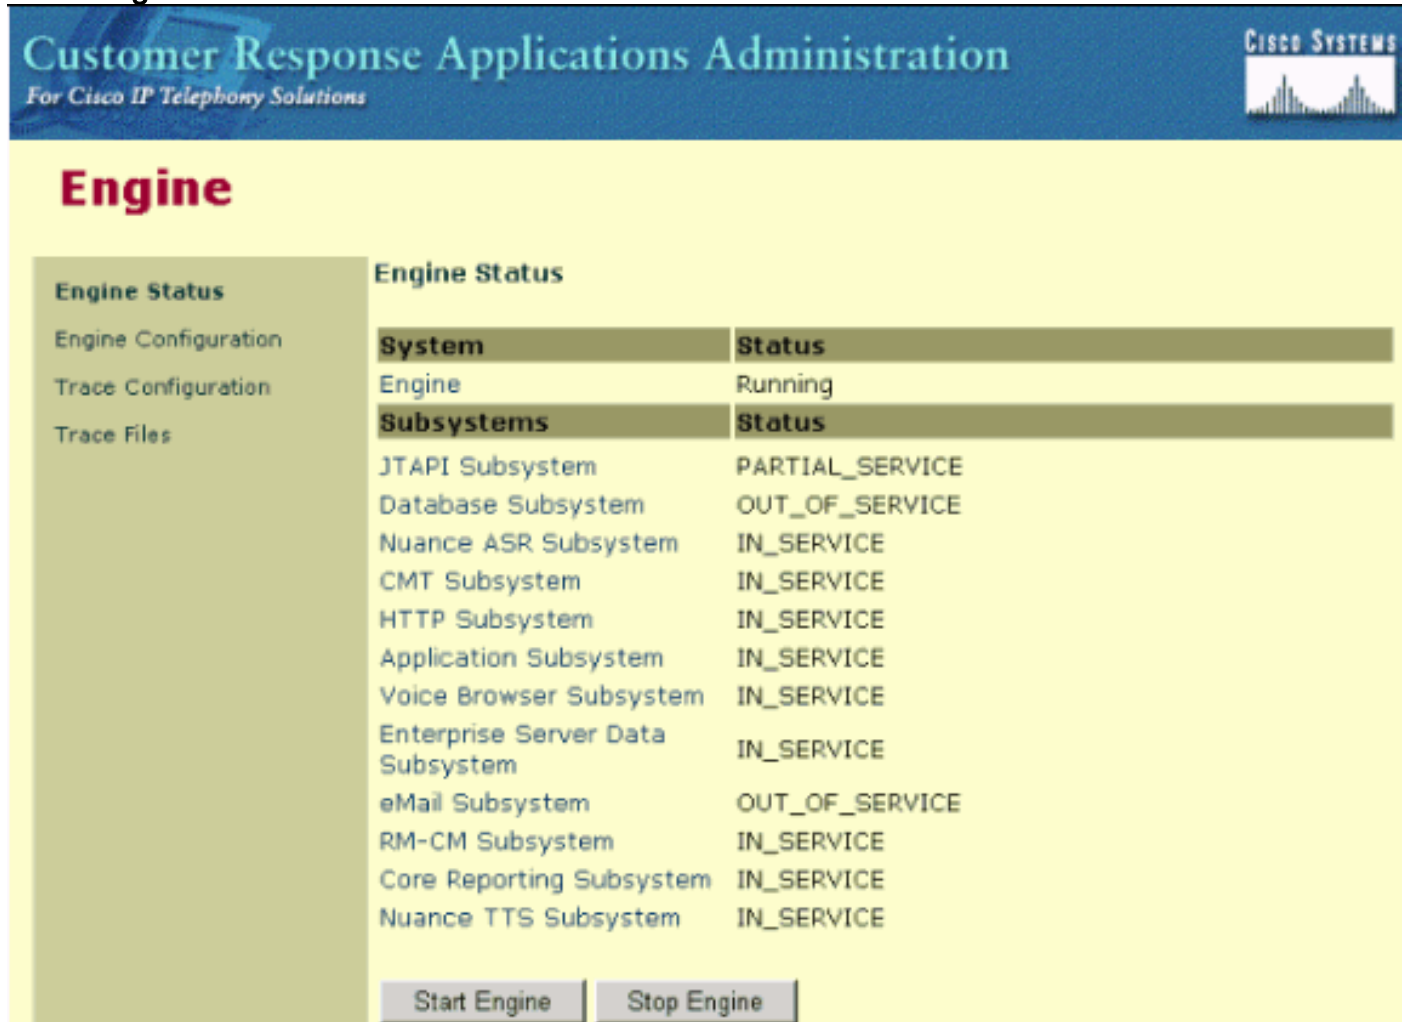 Customer Response Applications Administration
For Cisco IP Telephony Solutions
CISCO SYSTEMS
Engine
Engine Status
Engine Configuration
Trace Configuration
Trace Files
Engine Status
System Status
Engine Running
Subsystems Status
JTAPI Subsystem PARTIAL_SERVICE
Database Subsystem OUT_OF_SERVICE
Nuance ASR Subsystem IN_SERVICE
CMT Subsystem IN_SERVICE
HTTP Subsystem IN_SERVICE
Application Subsystem IN_SERVICE
Voice Browser Subsystem IN_SERVICE
Enterprise Server Data
Subsystem IN_SERVICE
eMail Subsystem OUT_OF_SERVICE
RM-CM Subsystem IN_SERVICE
Core Reporting Subsystem IN_SERVICE
Nuance TTS Subsystem IN_SERVICE
Start Engine Stop Engine